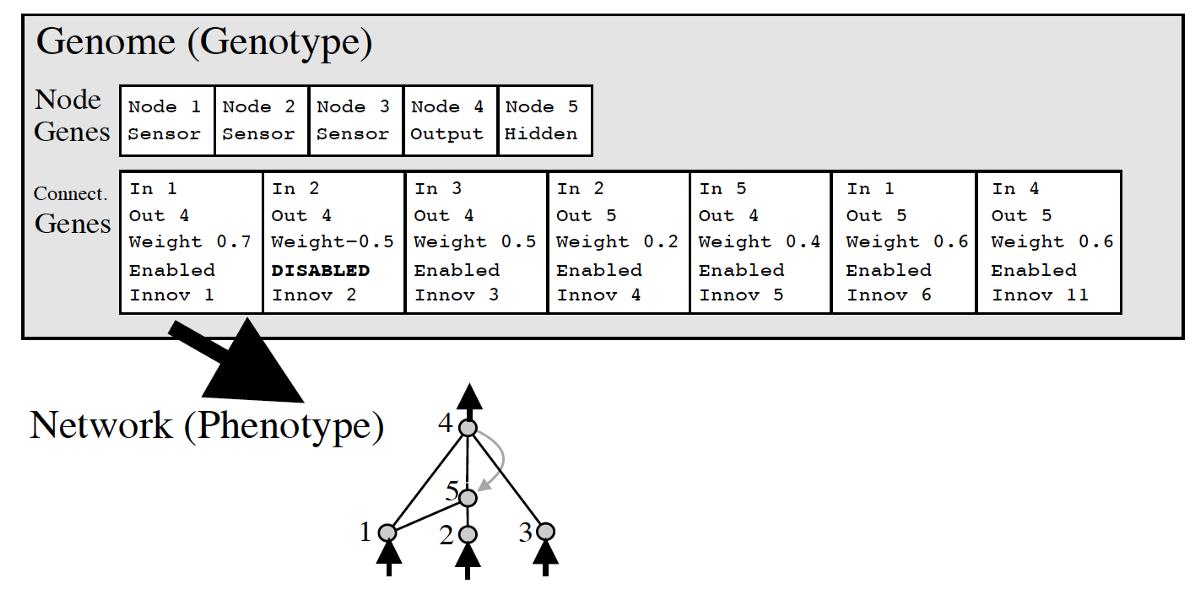 Genome (Genotype)
Node Genes
Node 1 Node 2 Node 3 Node 4 Node 5
Sensor Sensor Sensor Output Hidden
Connect. Genes
In 1 In 2 In 3 In 2 In 5 In 1 In 4
Out 4 Out 4 Out 4 Out 5 Out 4 Out 5 Out 5
Weight 0.7 Weight-0.5 Weight 0.5 Weight 0.2 Weight 0.4 Weight 0.6 Weight 0.6
Enabled DISABLED Enabled Enabled Enabled Enabled Enabled
Innov 1 Innov 2 Innov 3 Innov 4 Innov 5 Innov 6 Innov 11
Network (Phenotype)
4
5
1 2 3